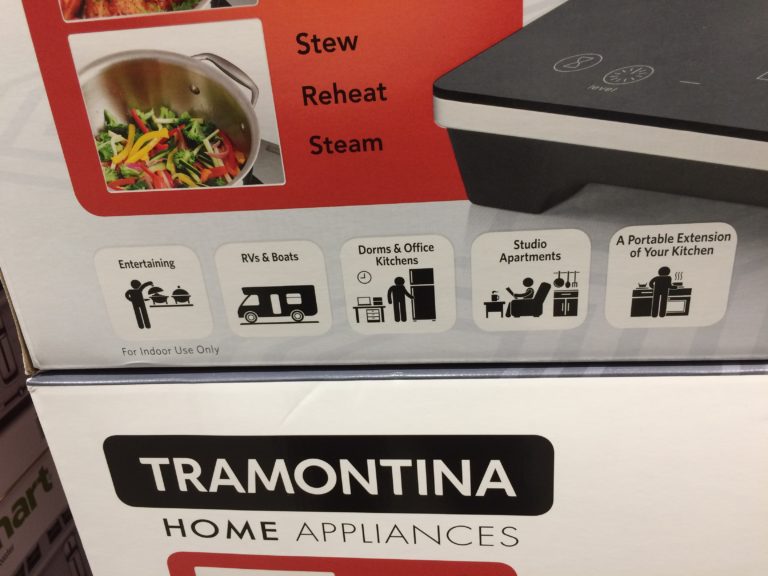 Stew
Reheat
Steam
level
Entertaining
RVs & Boats
Dorms & Office
Kitchens
Studio
Apartments
A Portable Extension
of Your Kitchen
For Indoor Use Only
TRAMONTINA
HOME APPLIANCES